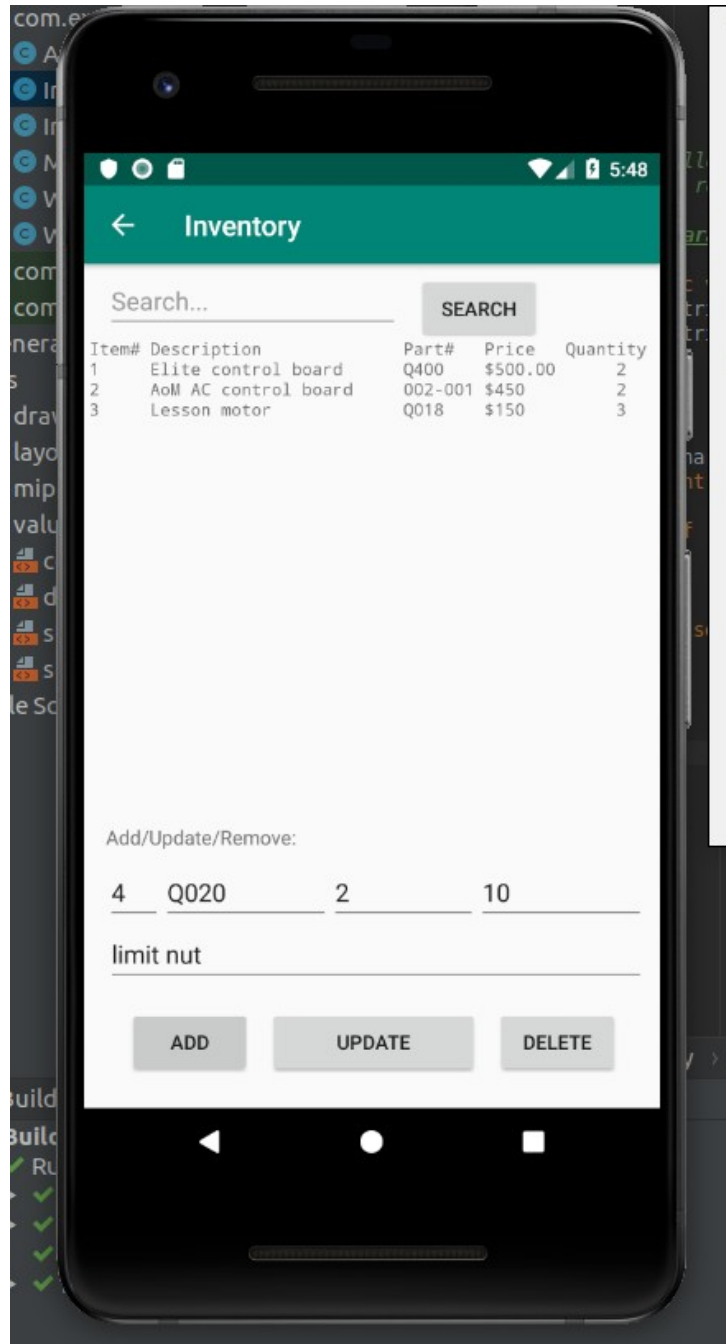 com.e
5:48
Inventory
Search...
SEARCH
Item# Description Part# Price Quantity
1 Elite control board Q400 $500.00 2
2 AoM AC control board 002-001 $450 2
3 Lesson motor Q018 $150 3
Add/Update/Remove:
4 Q020 2 10
limit nut
ADD UPDATE DELETE